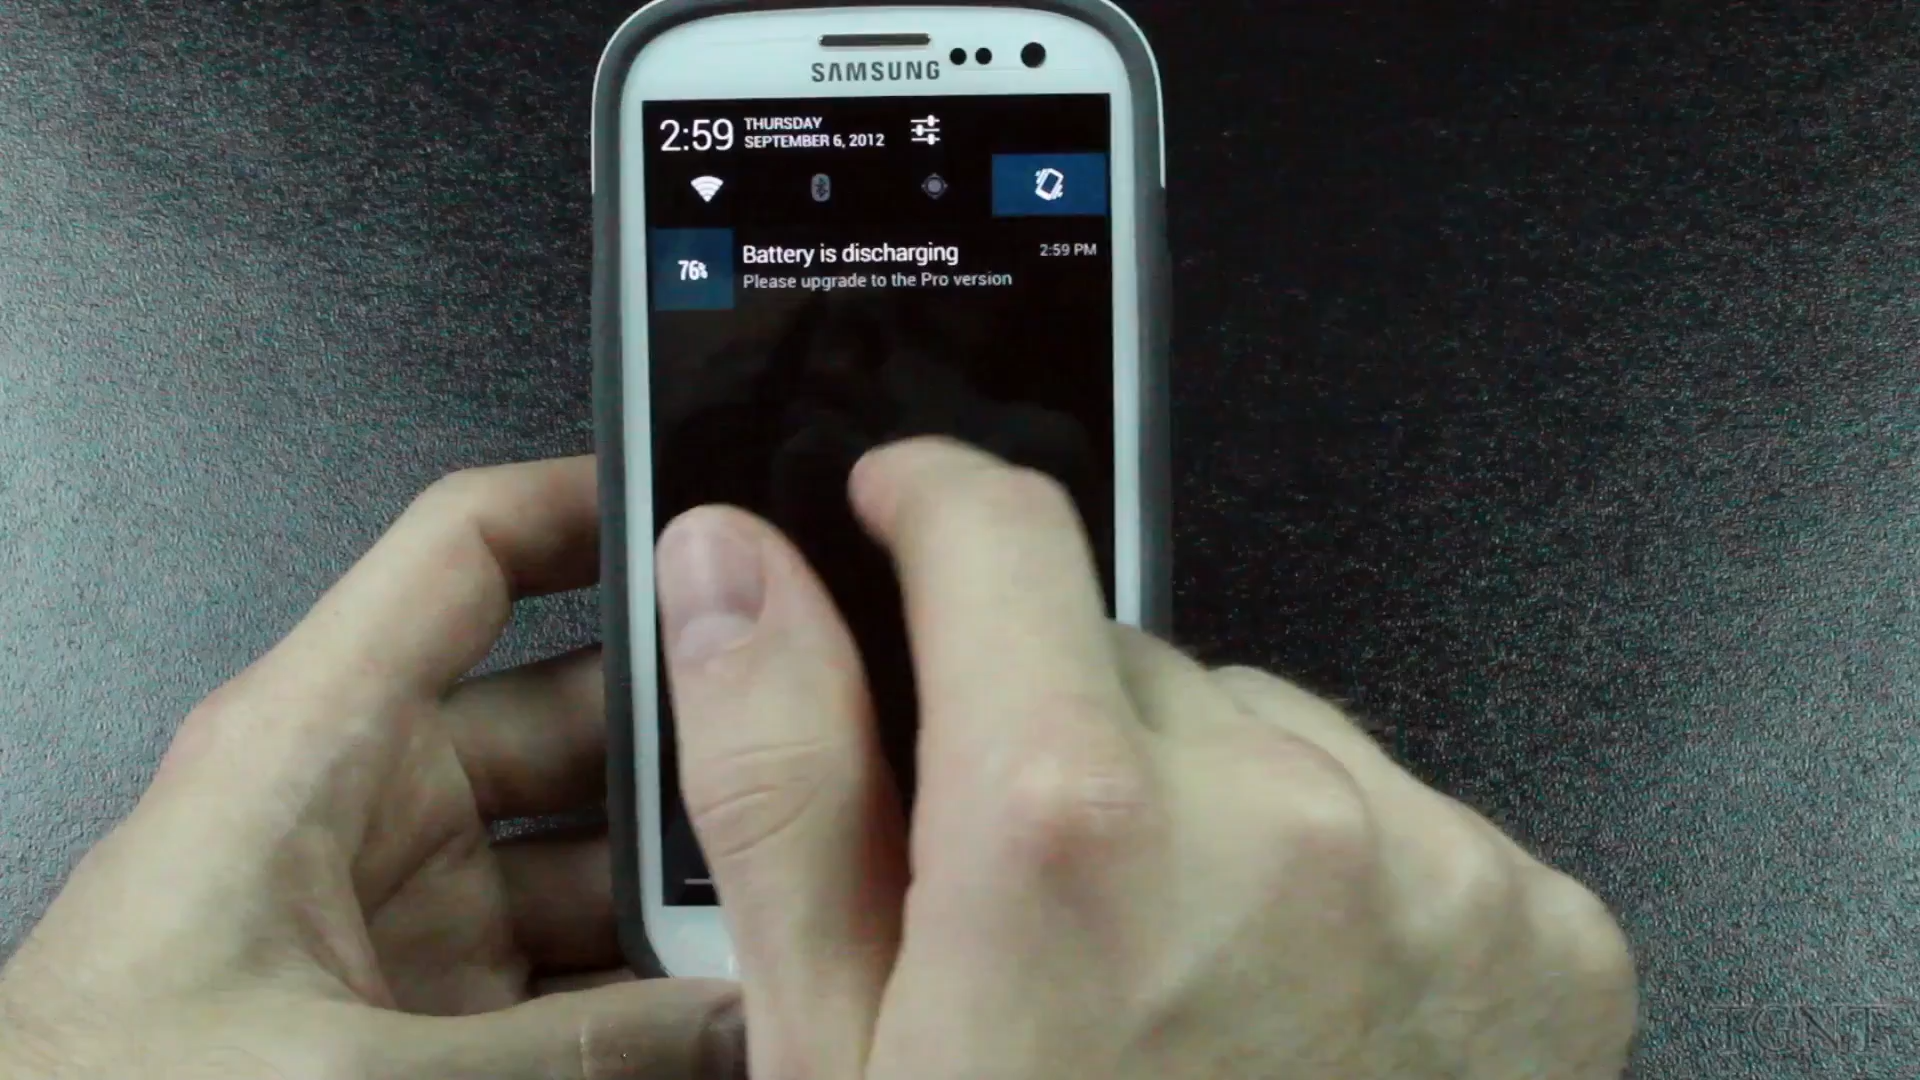 SAMSUNG
2:59
THURSDAY
SEPTEMBER 6, 2012
76%
Battery is discharging
2:59 PM
Please upgrade to the Pro version
TGNT